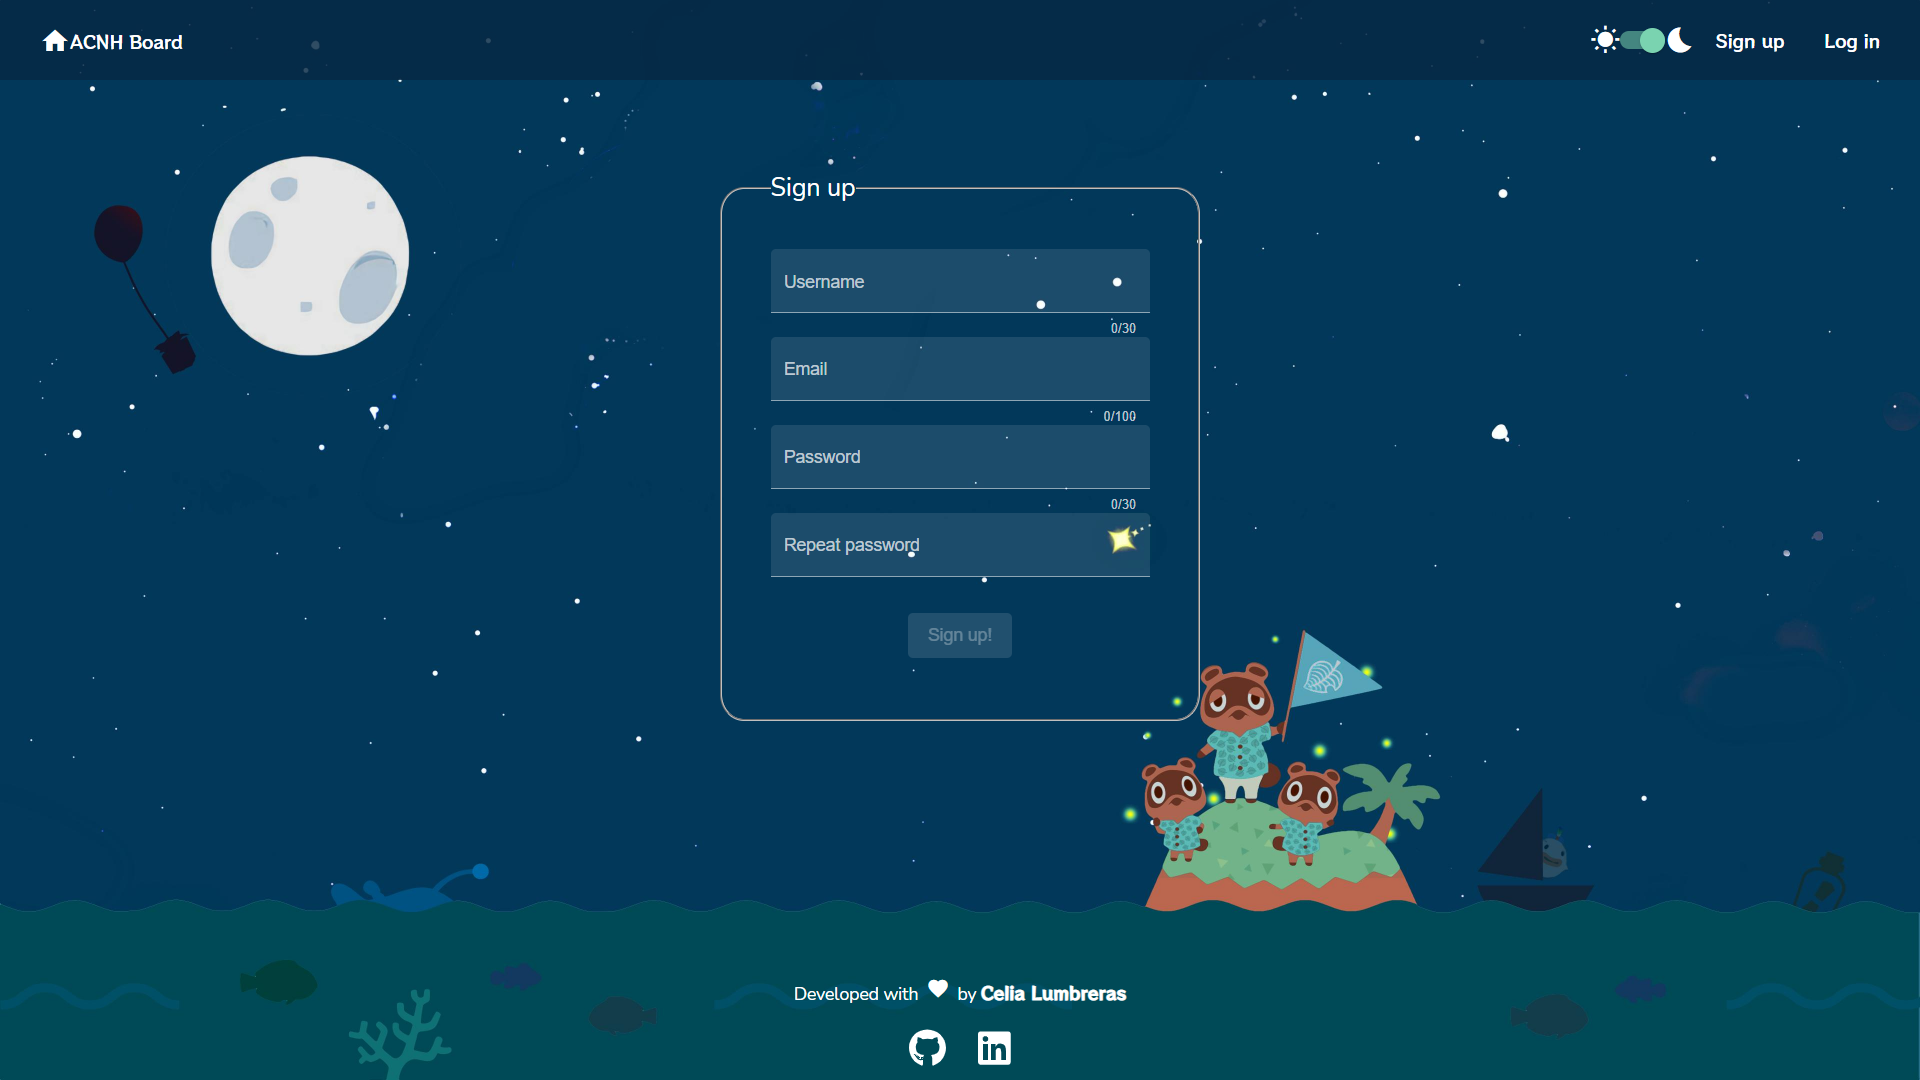 ACNH Board
Sign up
Log in
Sign up
Username
0/30
Email
0/100
Password
0/30
Repeat password
Sign up!
Developed with by Celia Lumbreras
in